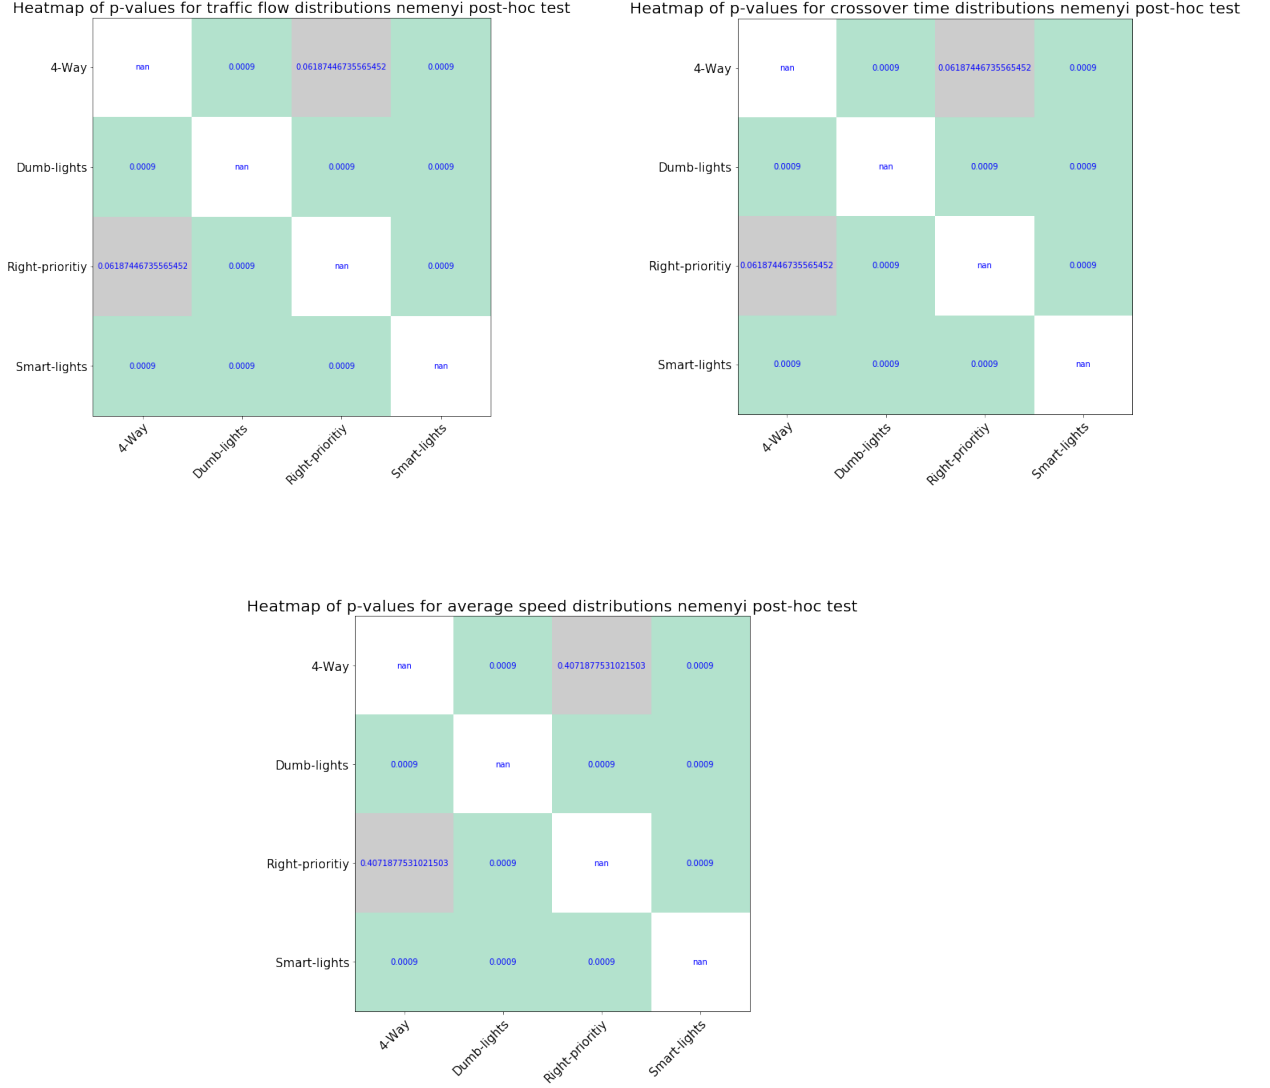 Heatmap of p-values for traffic flow distributions nemenyi post-hoc test
4-Way nan 0.0009 0.06187446735565452 0.0009
Dumb-lights 0.0009 nan 0.0009 0.0009
Right-prioritiy 0.06187446735565452 0.0009 nan 0.0009
Smart-lights 0.0009 0.0009 0.0009 nan
4-Way Dumb-lights Right-prioritiy Smart-lights
Heatmap of p-values for crossover time distributions nemenyi post-hoc test
4-Way nan 0.0009 0.06187446735565452 0.0009
Dumb-lights 0.0009 nan 0.0009 0.0009
Right-prioritiy 0.06187446735565452 0.0009 nan 0.0009
Smart-lights 0.0009 0.0009 0.0009 nan
4-Way Dumb-lights Right-prioritiy Smart-lights
Heatmap of p-values for average speed distributions nemenyi post-hoc test
4-Way nan 0.0009 0.4071877531021503 0.0009
Dumb-lights 0.0009 nan 0.0009 0.0009
Right-prioritiy 0.4071877531021503 0.0009 nan 0.0009
Smart-lights 0.0009 0.0009 0.0009 nan
4-Way Dumb-lights Right-prioritiy Smart-lights